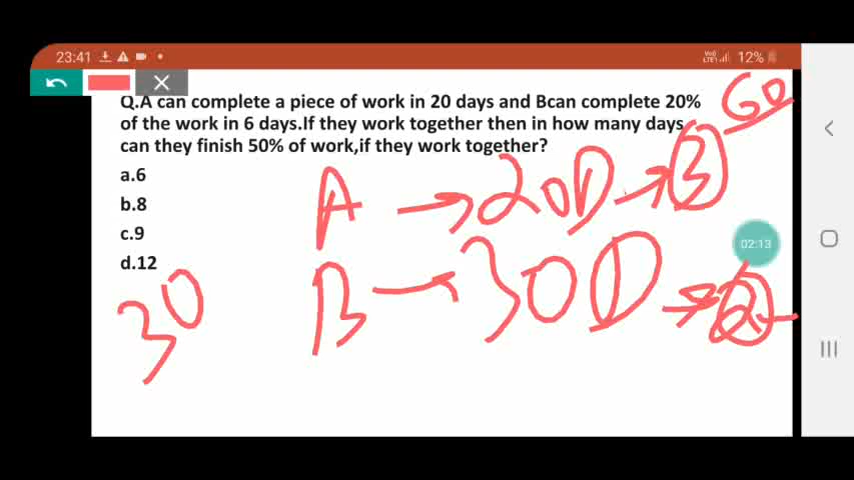 23:41 12%
Q.A can complete a piece of work in 20 days and Bcan complete 20%
of the work in 6 days.If they work together then in how many days
can they finish 50% of work,if they work together?
a.6
b.8
c.9
d.12
60
A → 20D → 3
B → 30D → 2
30
02:13